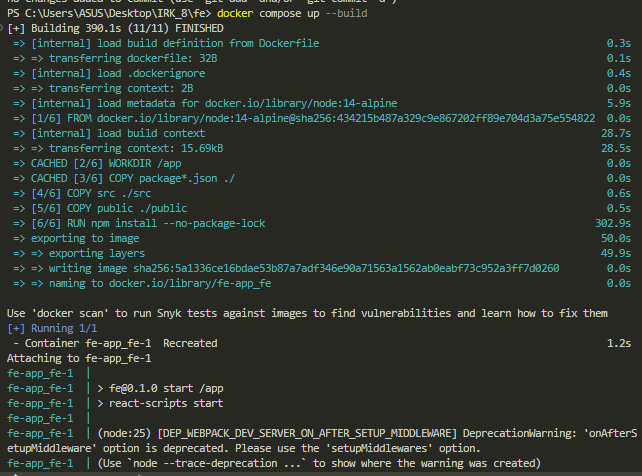 PS C:\Users\ASUS\Desktop\IRK_8\fe> docker compose up --build
[+] Building 390.1s (11/11) FINISHED
=> [internal] load build definition from Dockerfile 0.3s
=> => transferring dockerfile: 32B 0.1s
=> [internal] load .dockerignore 0.4s
=> => transferring context: 2B 0.0s
=> [internal] load metadata for docker.io/library/node:14-alpine 5.9s
=> [1/6] FROM docker.io/library/node:14-alpine@sha256:434215b487a329c9e867202ff89e704d3a75e554822 0.0s
=> [internal] load build context 28.7s
=> => transferring context: 15.69kB 28.5s
=> CACHED [2/6] WORKDIR /app 0.0s
=> CACHED [3/6] COPY package*.json ./ 0.0s
=> [4/6] COPY src ./src 0.6s
=> [5/6] COPY public ./public 0.5s
=> [6/6] RUN npm install --no-package-lock 302.9s
=> exporting to image 50.0s
=> => exporting layers 49.9s
=> => writing image sha256:5a1336ce16bdae53b87a7adf346e90a71563a1562ab0eabf73c952a3ff7d0260 0.0s
=> => naming to docker.io/library/fe-app_fe 0.0s
Use 'docker scan' to run Snyk tests against images to find vulnerabilities and learn how to fix them
[+] Running 1/1
- Container fe-app_fe-1 Recreated 1.2s
Attaching to fe-app_fe-1
fe-app_fe-1 |
fe-app_fe-1 | > fe@0.1.0 start /app
fe-app_fe-1 | > react-scripts start
fe-app_fe-1 |
fe-app_fe-1 | (node:25) [DEP_WEBPACK_DEV_SERVER_ON_AFTER_SETUP_MIDDLEWARE] DeprecationWarning: 'onAfterS
etupMiddleware' option is deprecated. Please use the 'setupMiddlewares' option.
fe-app_fe-1 | (Use `node --trace-deprecation ...` to show where the warning was created)